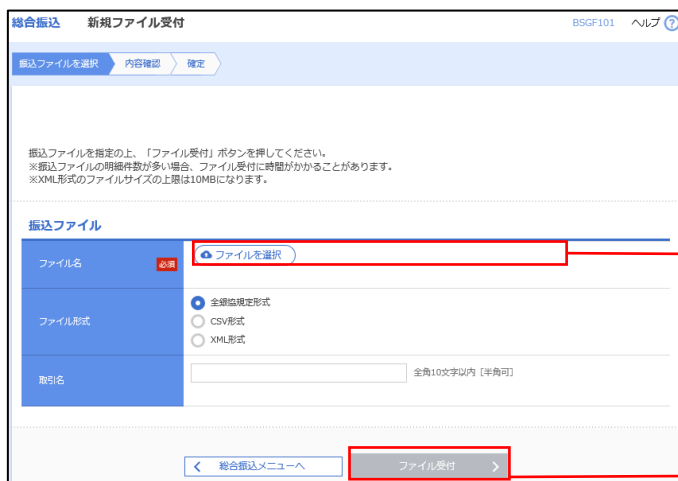 総合振込 新規ファイル受付 BSGF101 ヘルプ ?
振込ファイルを選択 内容確認 確定
振込ファイルを指定の上、「ファイル受付」ボタンを押してください。
※振込ファイルの明細件数が多い場合、ファイル受付に時間がかかることがあります。
※XML形式のファイルサイズの上限は10MBになります。
振込ファイル
ファイル名 必須 ファイルを選択
ファイル形式
全銀協規定形式
CSV形式
XML形式
取引名 全角10文字以内［半角可］
総合振込メニューへ ファイル受付